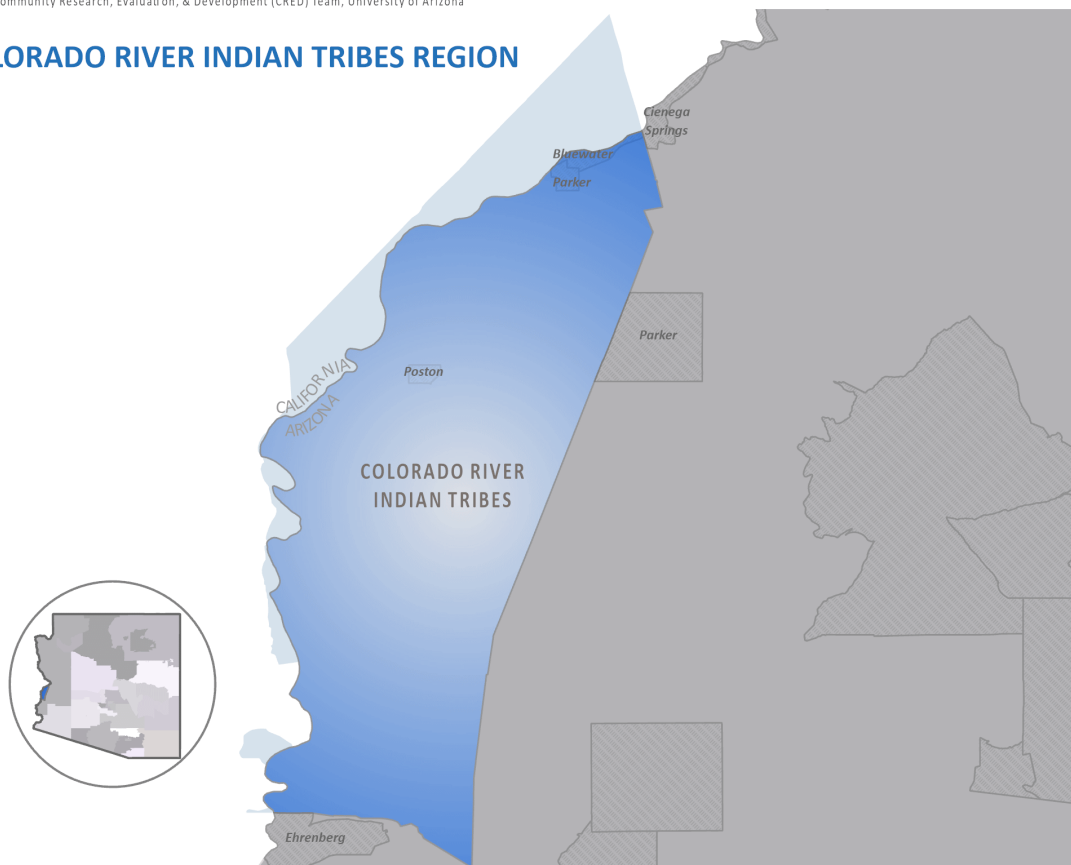 ommunity Research, Evaluation, & Development (CRED) Team, University of Arizona
LORADO RIVER INDIAN TRIBES REGION
Cienega
Springs
Bluewater
Parker
Parker
Poston
CALIFORNIA
ARIZONA
COLORADO RIVER
INDIAN TRIBES
Ehrenberg